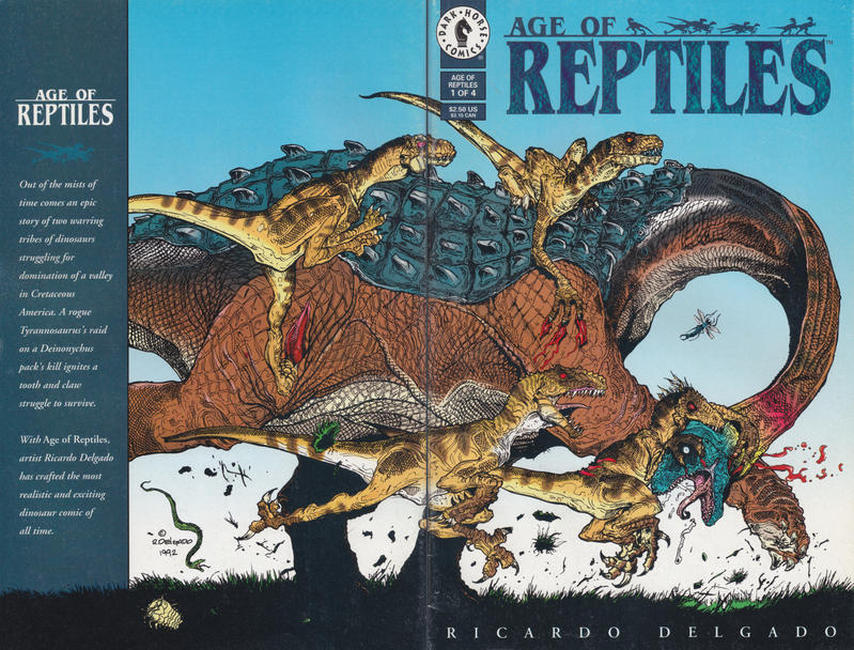 AGE OF
REPTILES
Out of the mists of
time comes an epic
story of two warring
tribes of dinosaurs
struggling for
domination of a valley
in Cretaceous
America. A rogue
Tyrannosaurus's raid
on a Deinonychus
pack's kill ignites a
tooth and claw
struggle to survive.
With Age of Reptiles,
artist Ricardo Delgado
has crafted the most
realistic and exciting
dinosaur comic of
all time.
©
R. DELGADO
1992
DARK HORSE COMICS
®
AGE OF
REPTILES
1 OF 4
$2.50 US
$3.15 CAN
AGE OF
REPTILES™
RICARDO DELGADO